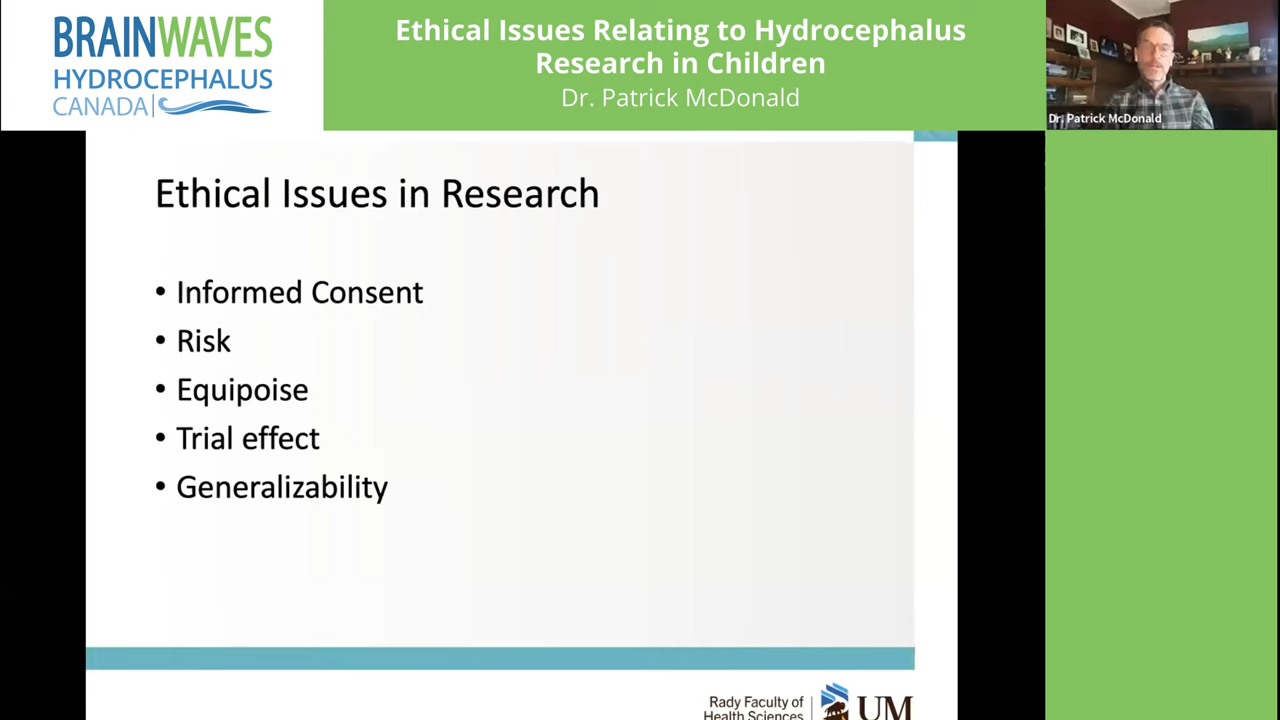 BRAINWAVES
HYDROCEPHALUS
CANADA
Ethical Issues Relating to Hydrocephalus
Research in Children
Dr. Patrick McDonald
Dr. Patrick McDonald
Ethical Issues in Research
• Informed Consent
• Risk
• Equipoise
• Trial effect
• Generalizability
Rady Faculty of
Health Sciences
UM